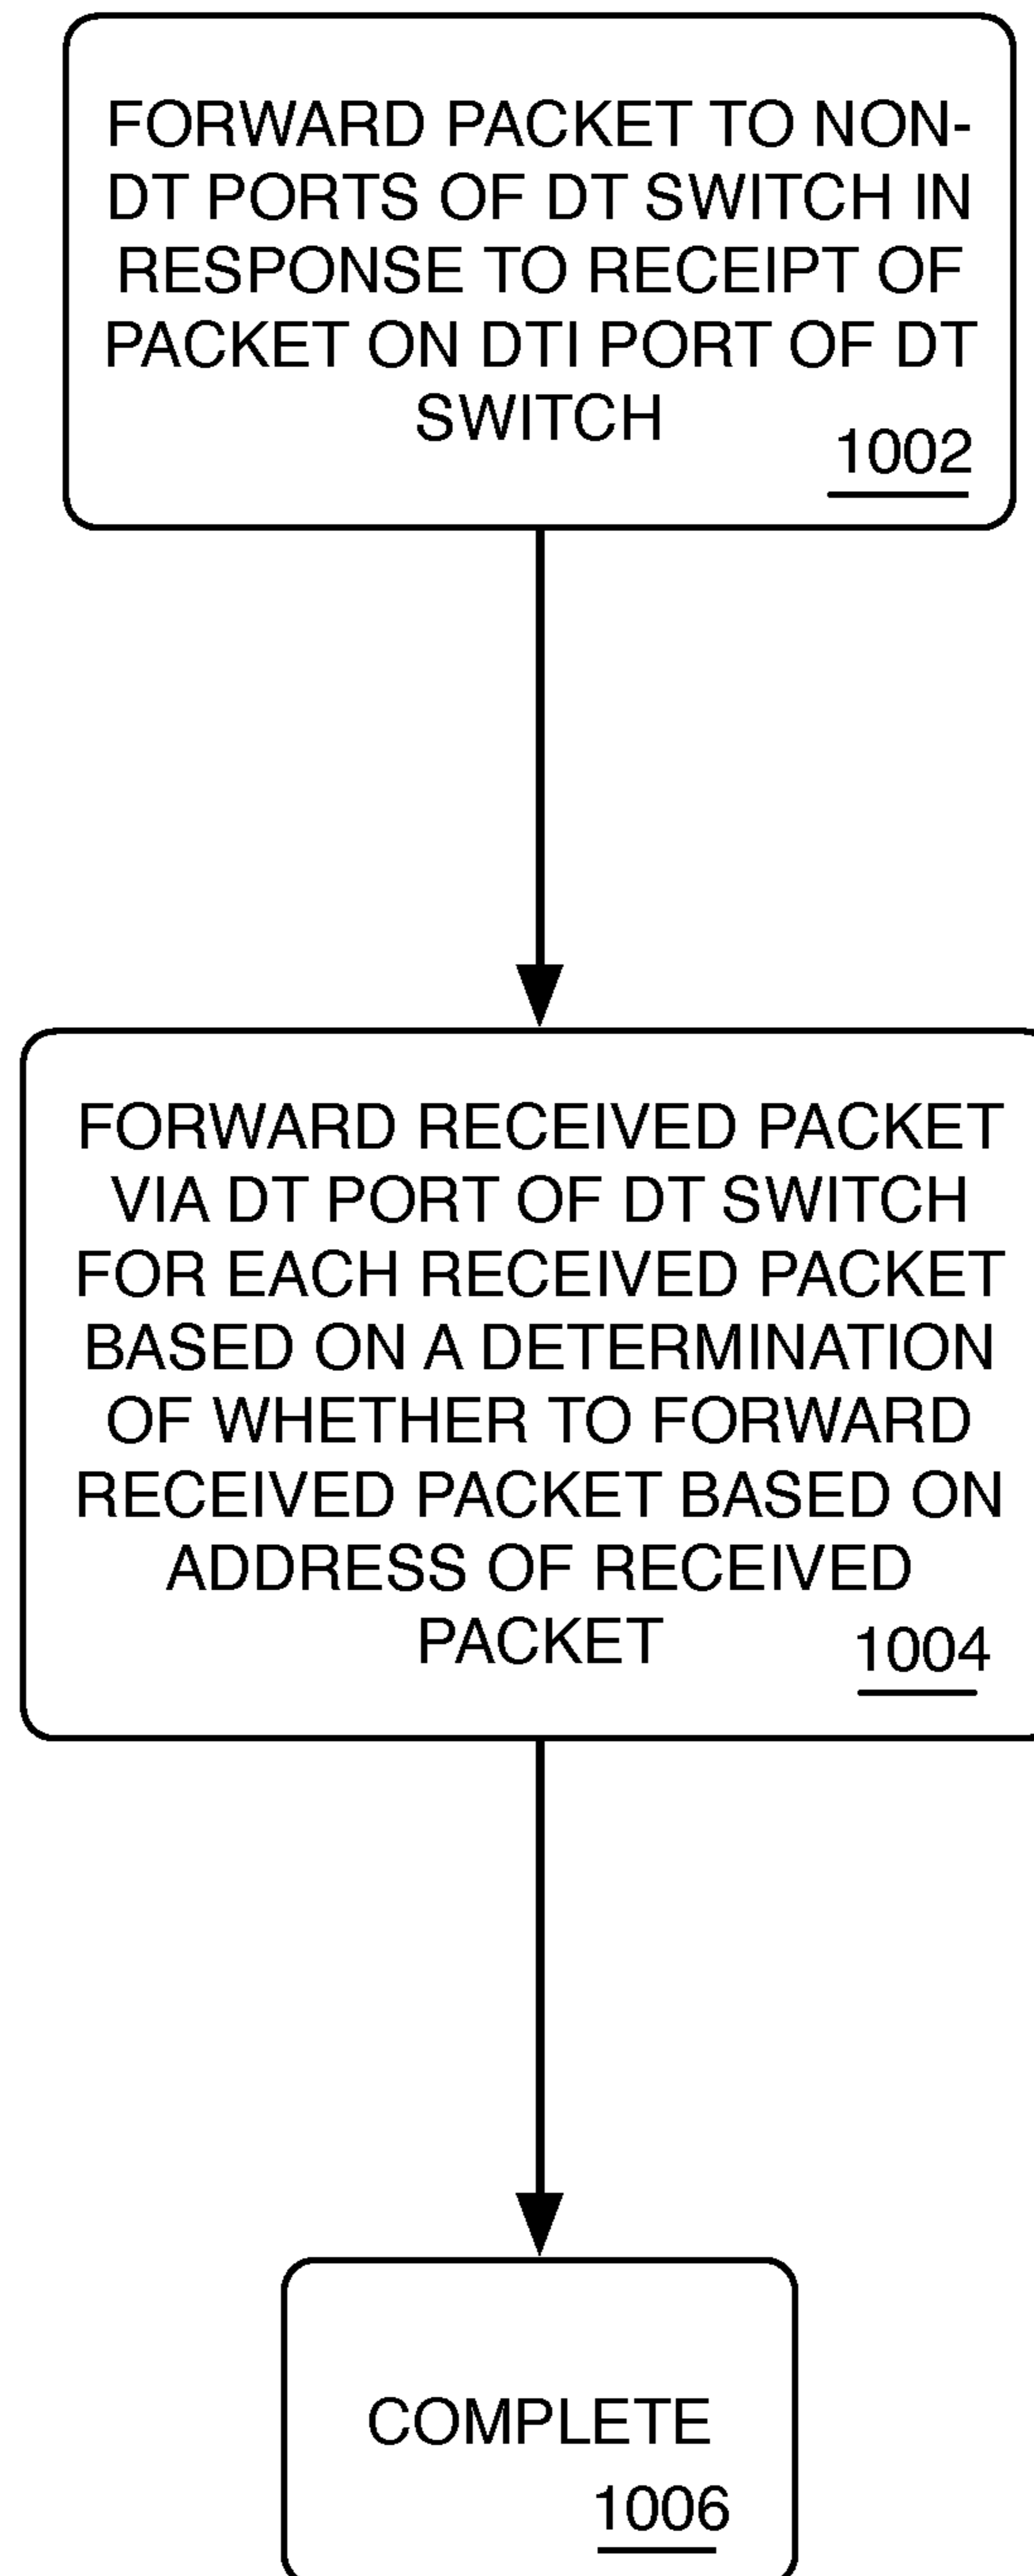 FORWARD PACKET TO NON-
DT PORTS OF DT SWITCH IN
RESPONSE TO RECEIPT OF
PACKET ON DTI PORT OF DT
SWITCH
1002
FORWARD RECEIVED PACKET
VIA DT PORT OF DT SWITCH
FOR EACH RECEIVED PACKET
BASED ON A DETERMINATION
OF WHETHER TO FORWARD
RECEIVED PACKET BASED ON
ADDRESS OF RECEIVED
PACKET
1004
COMPLETE
1006